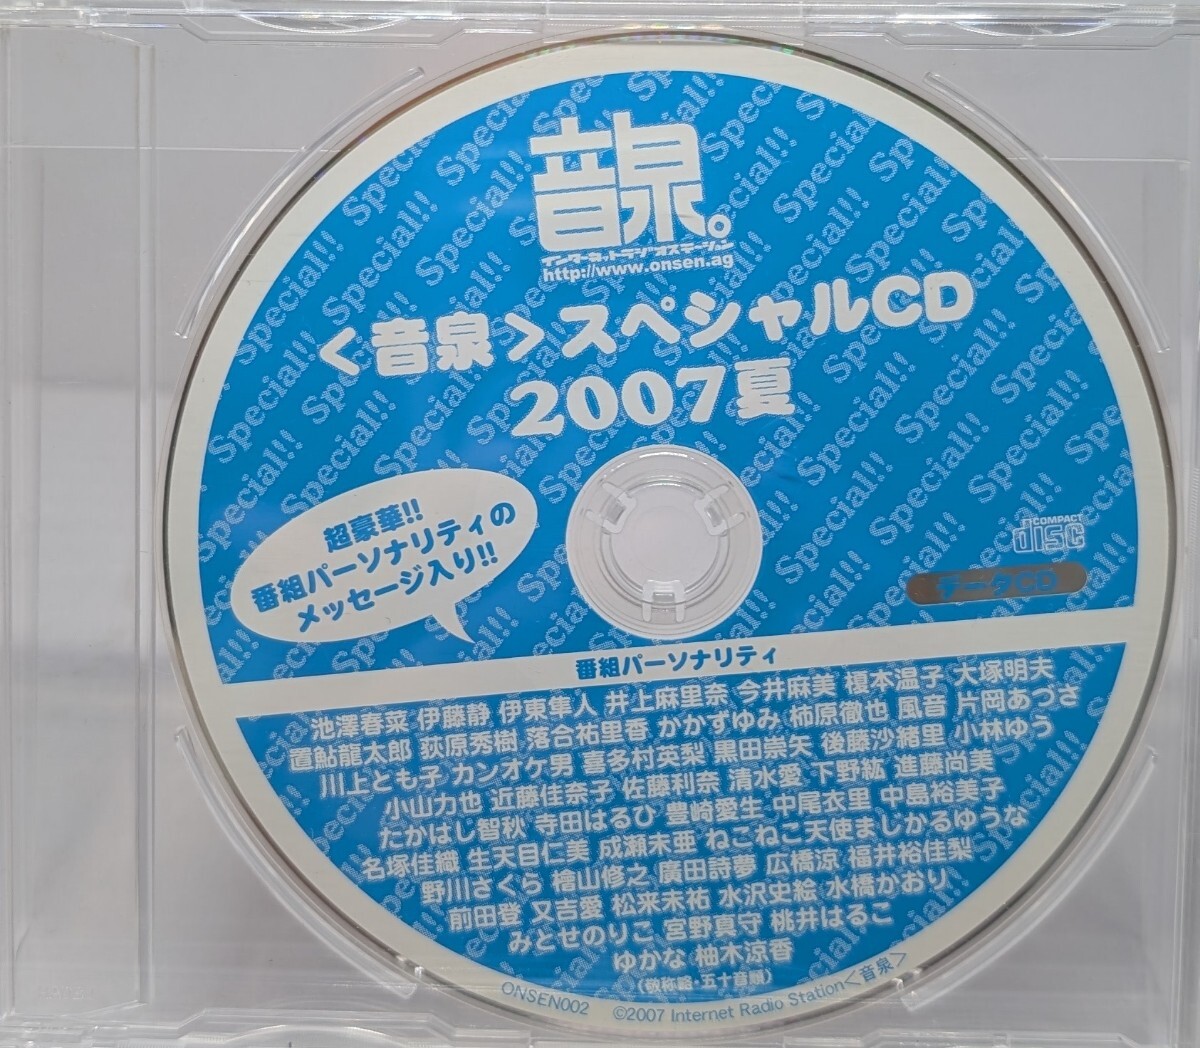 音泉。
インターネットラジオステーション
http://www.onsen.ag
<音泉>スペシャルCD
2007夏
超豪華!!
番組パーソナリティの
メッセージ入り!!
COMPACT
disc
データCD
番組パーソナリティ
池澤春菜 伊藤静 伊東隼人 井上麻里奈 今井麻美 榎本温子 大塚明夫
置鮎龍太郎 荻原秀樹 落合祐里香 かかずゆみ 柿原徹也 風音 片岡あづさ
川上とも子 カンオケ男 喜多村英梨 黒田崇矢 後藤沙緒里 小林ゆう
小山力也 近藤佳奈子 佐藤利奈 清水愛 下野紘 進藤尚美
たかはし智秋 寺田はるひ 豊崎愛生 中尾衣里 中島裕美子
名塚佳織 生天目仁美 成瀬未亜 ねこねこ天使まじかるゆうな
野川さくら 檜山修之 廣田詩夢 広橋涼 福井裕佳梨
前田登 又吉愛 松来未祐 水沢史絵 水橋かおり
みとせのりこ 宮野真守 桃井はるこ
ゆかな 柚木涼香
(敬称略・五十音順)
ONSEN002 ©2007 Internet Radio Station<音泉>